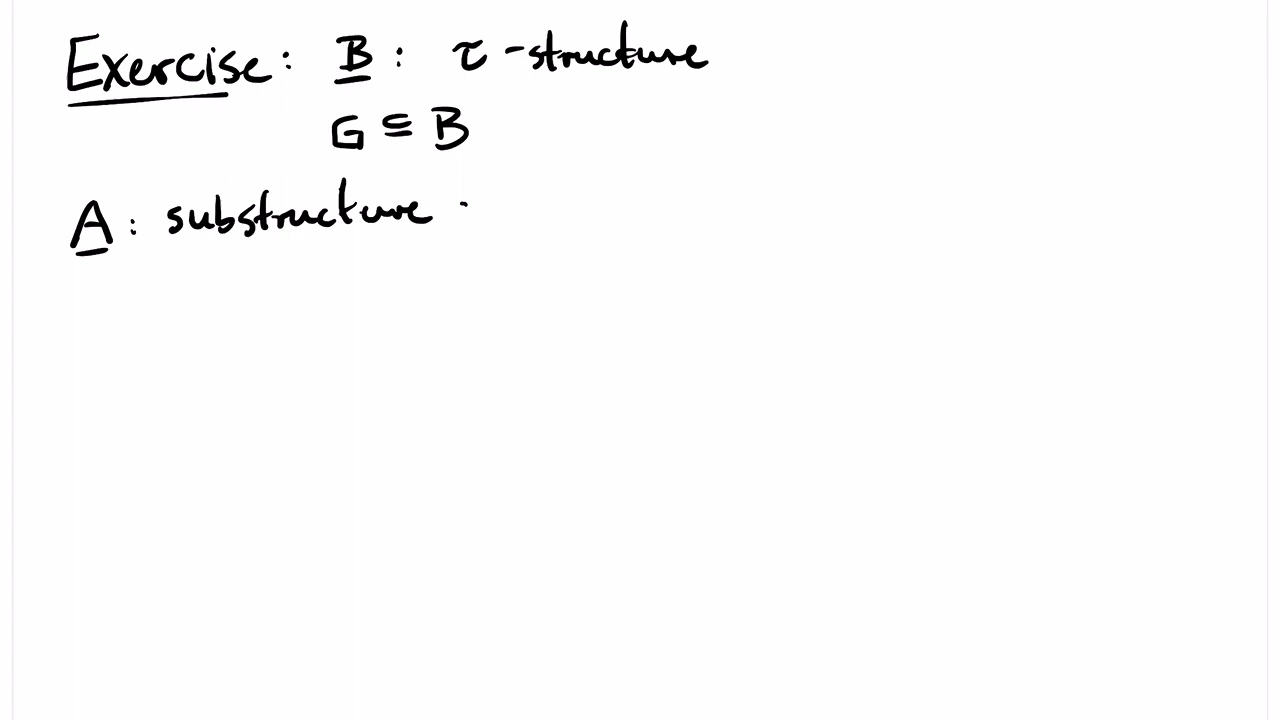 Exercise: B: τ-structure
G ⊆ B
A: substructure